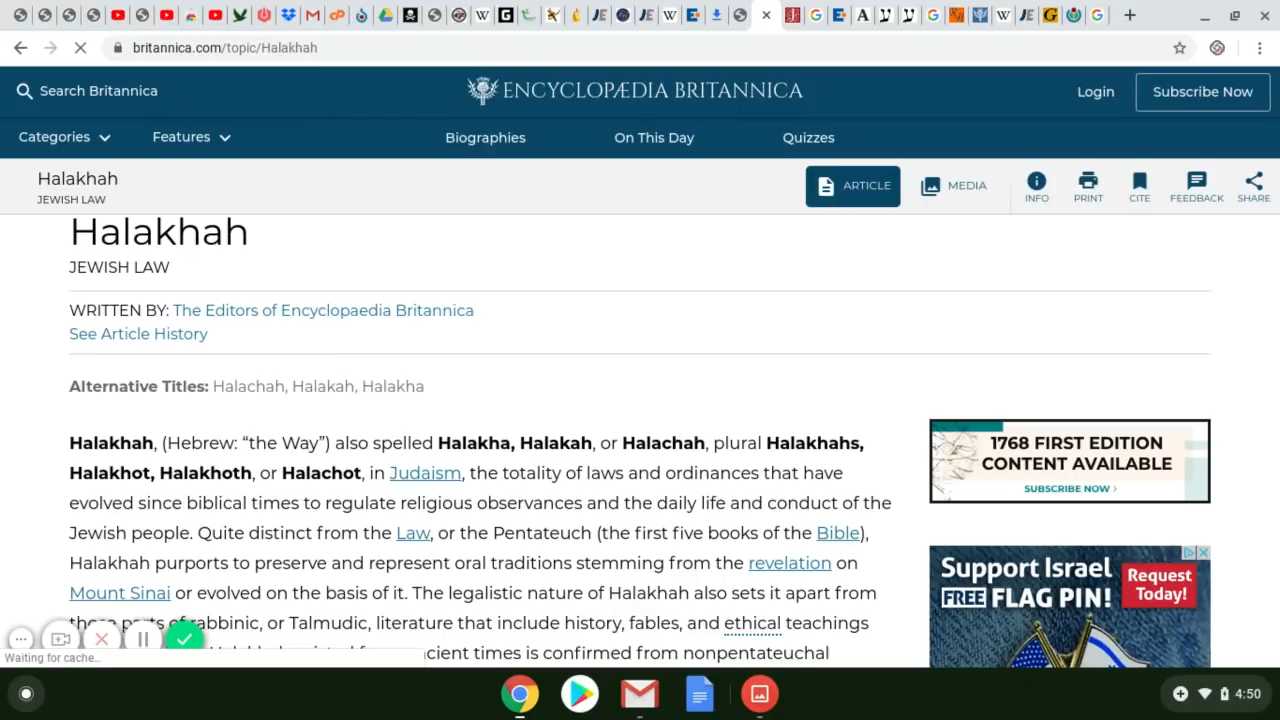 britannica.com/topic/Halakhah
Search Britannica
ENCYCLOPÆDIA BRITANNICA
Login
Subscribe Now
Categories
Features
Biographies
On This Day
Quizzes
Halakhah
JEWISH LAW
ARTICLE
MEDIA
INFO
PRINT
CITE
FEEDBACK
SHARE
Halakhah
JEWISH LAW
WRITTEN BY: The Editors of Encyclopaedia Britannica
See Article History
Alternative Titles: Halachah, Halakah, Halakha
Halakhah, (Hebrew: “the Way”) also spelled Halakha, Halakah, or Halachah, plural Halakhahs,
Halakhot, Halakhoth, or Halachot, in Judaism, the totality of laws and ordinances that have
evolved since biblical times to regulate religious observances and the daily life and conduct of the
Jewish people. Quite distinct from the Law, or the Pentateuch (the first five books of the Bible),
Halakhah purports to preserve and represent oral traditions stemming from the revelation on
Mount Sinai or evolved on the basis of it. The legalistic nature of Halakhah also sets it apart from
those parts of rabbinic, or Talmudic, literature that include history, fables, and ethical teachings
ancient times is confirmed from nonpentateuchal
1768 FIRST EDITION
CONTENT AVAILABLE
SUBSCRIBE NOW
Support Israel
FREE FLAG PIN!
Request
Today!
Waiting for cache...
4:50